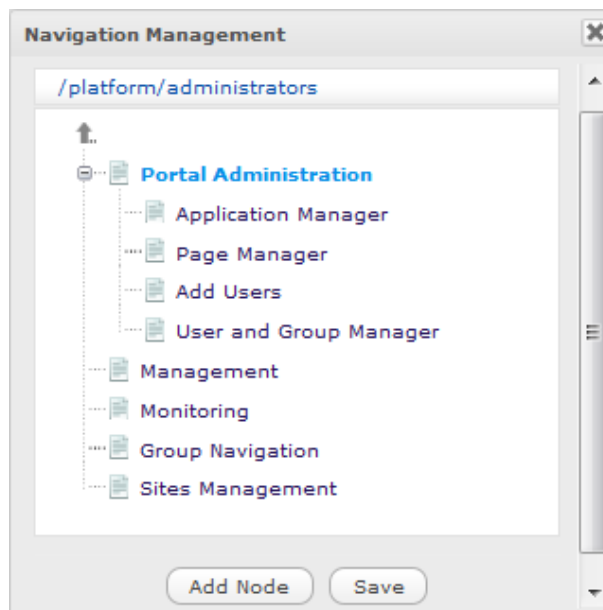 Navigation Management
/platform/administrators
Portal Administration
Application Manager
Page Manager
Add Users
User and Group Manager
Management
Monitoring
Group Navigation
Sites Management
Add Node Save